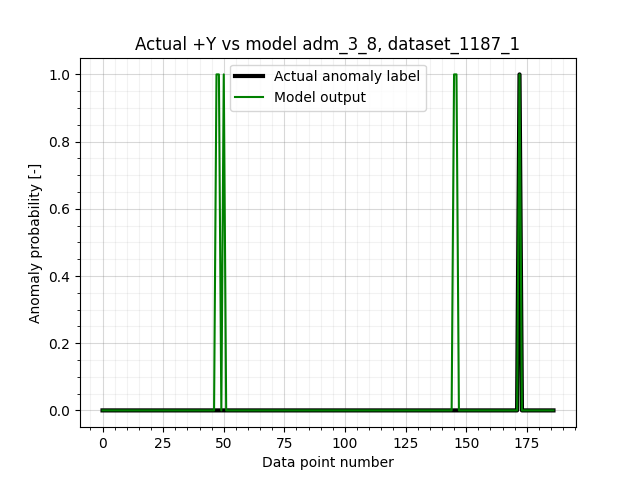 Actual +Y vs model adm_3_8, dataset_1187_1
Actual anomaly label
Model output
Anomaly probability [-]
1.0
0.8
0.6
0.4
0.2
0.0
0 25 50 75 100 125 150 175
Data point number